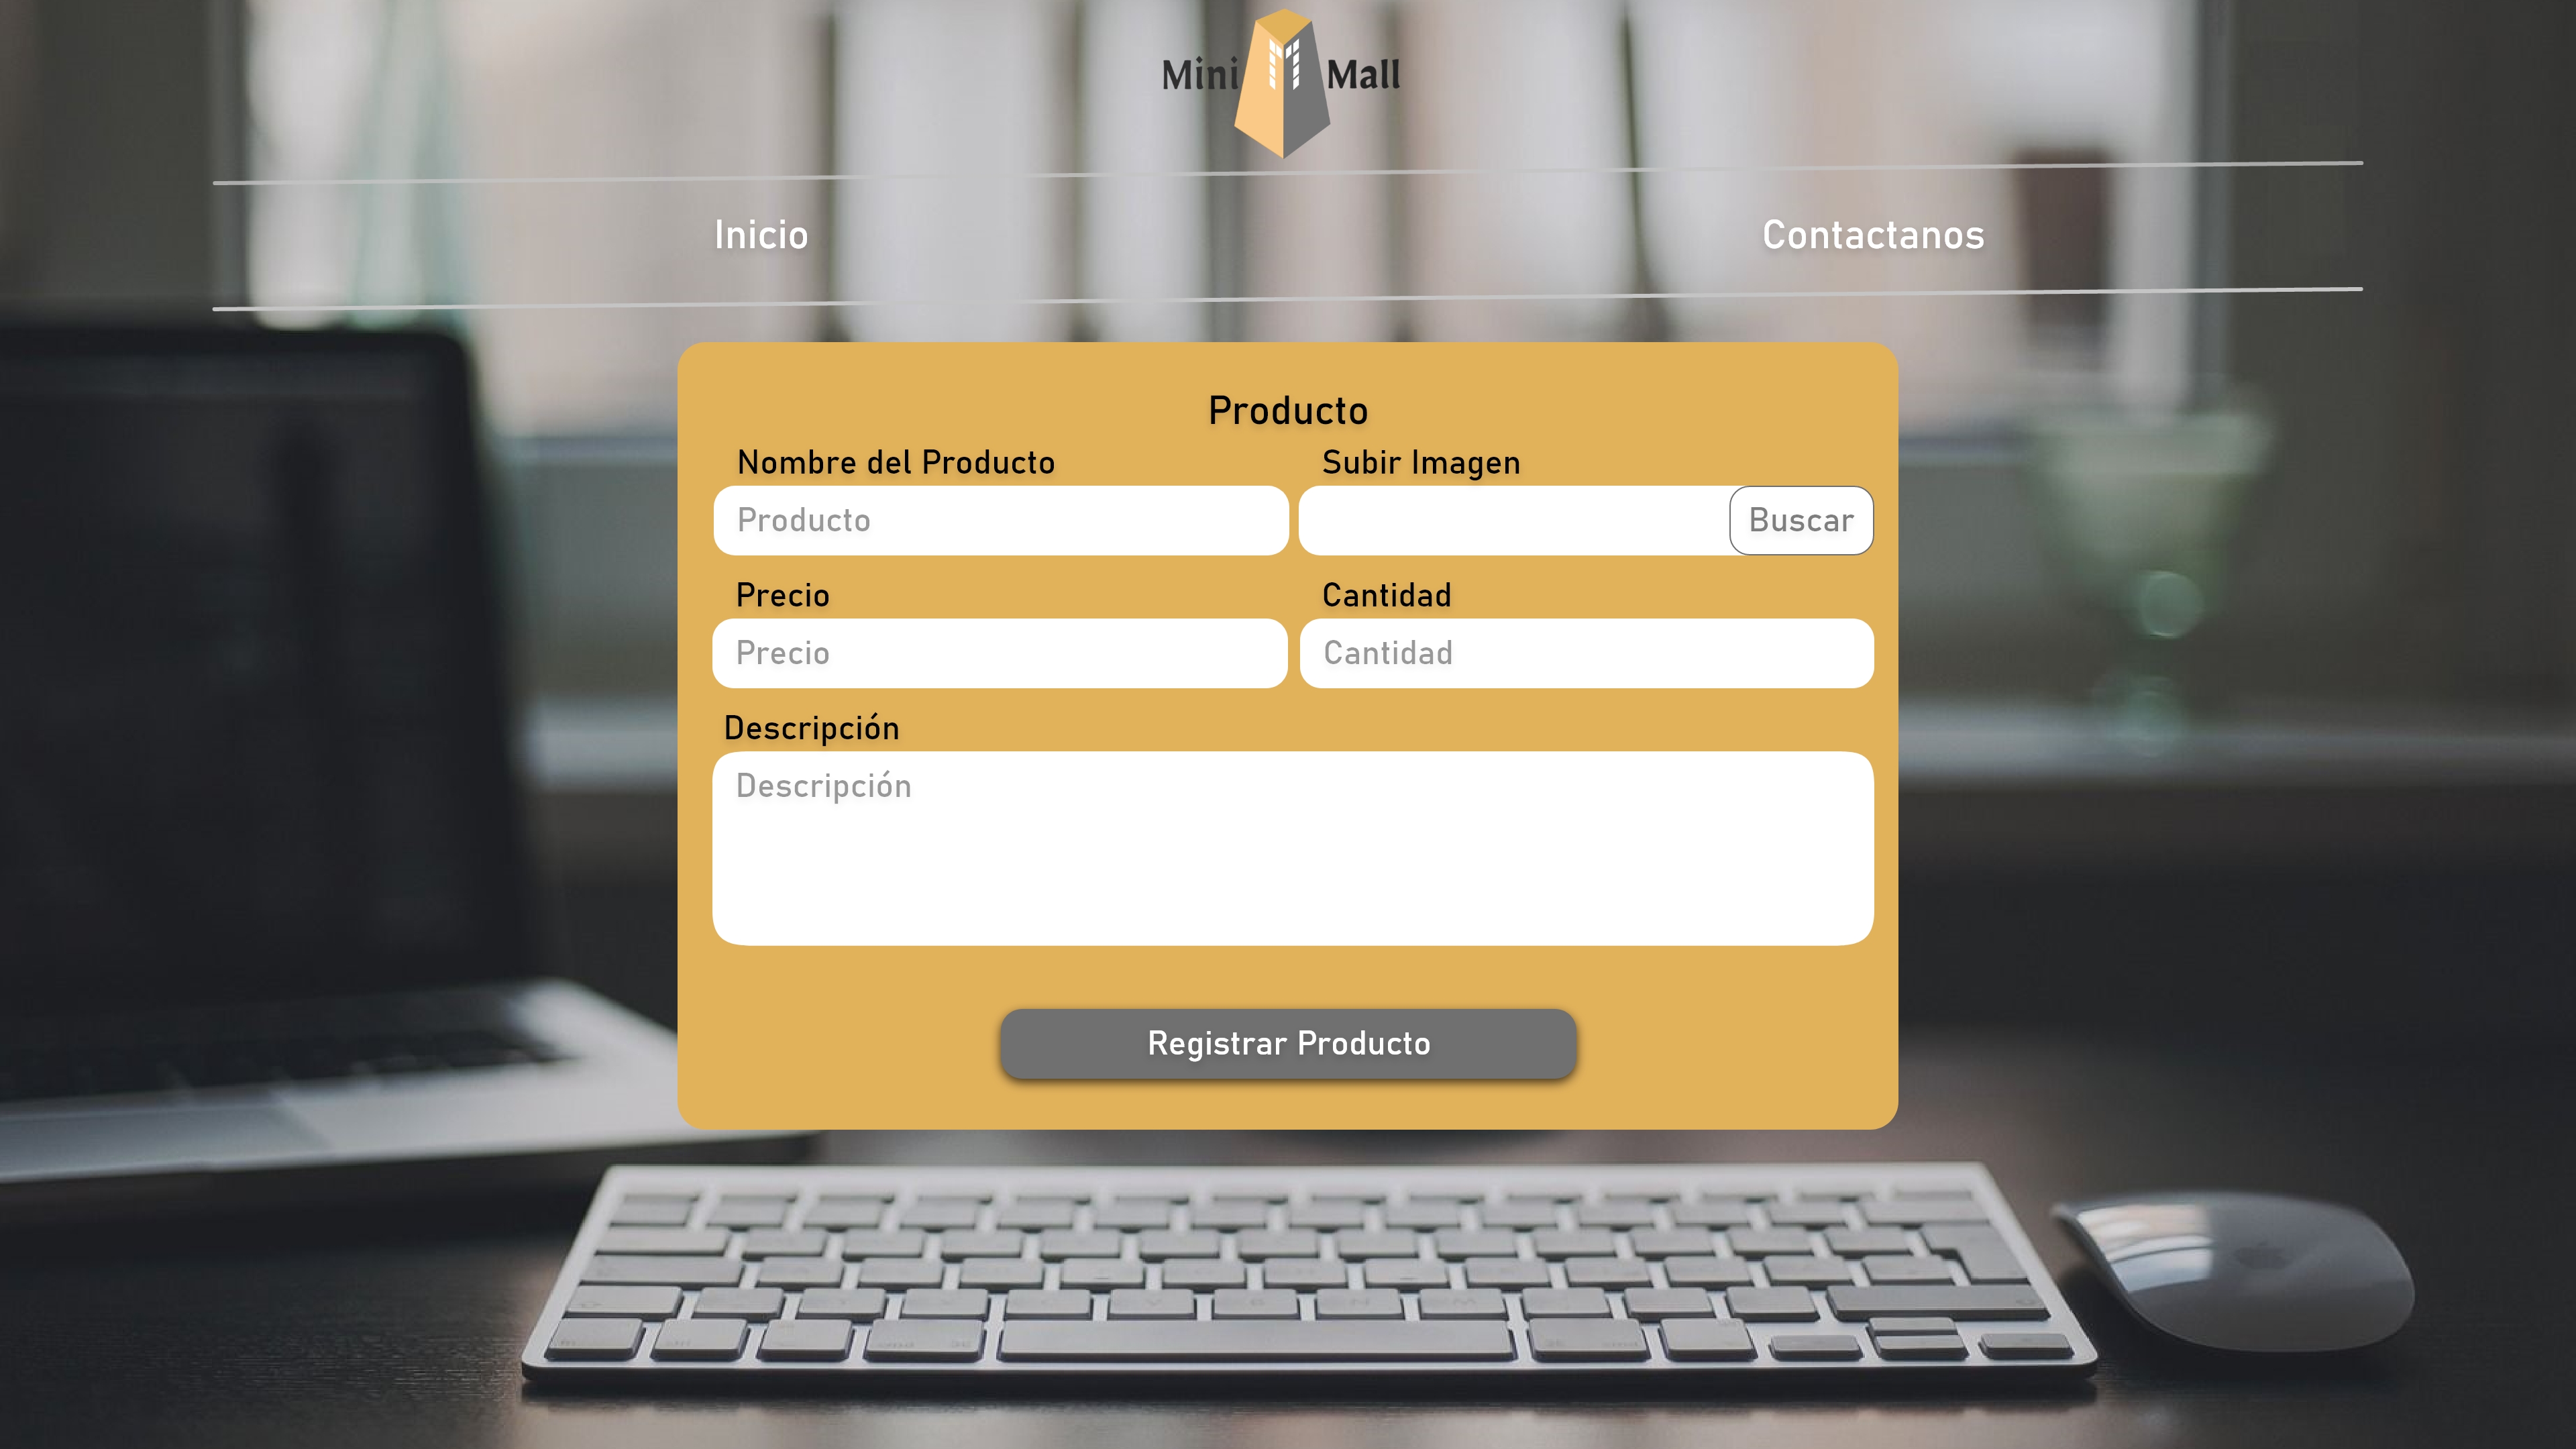 Mini Mall
Inicio Contactanos
Producto
Nombre del Producto Subir Imagen
Producto Buscar
Precio Cantidad
Precio Cantidad
Descripción
Descripción
Registrar Producto